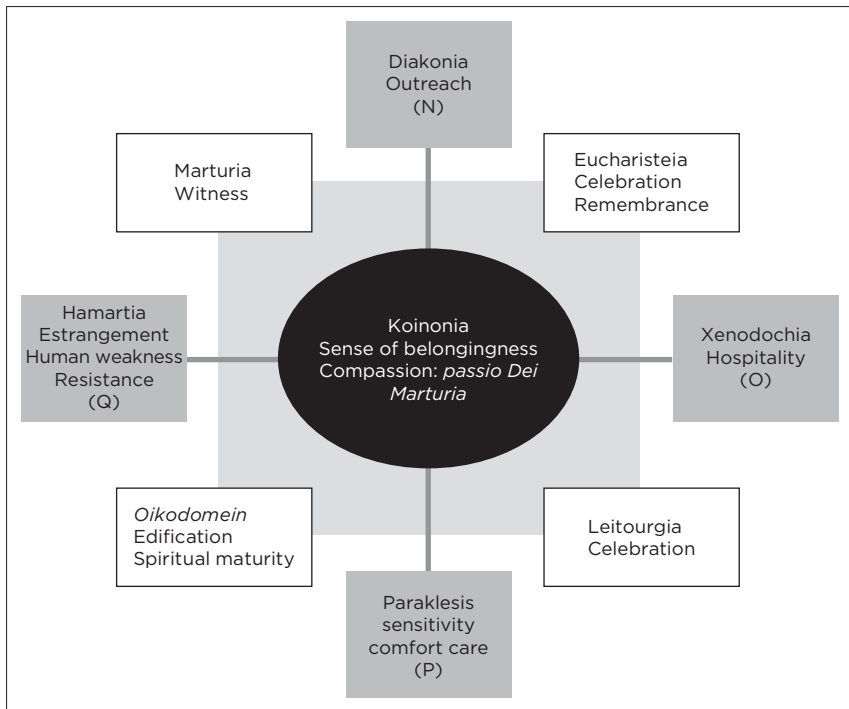 Diakonia
Outreach
(N)
Marturia
Witness
Eucharisteia
Celebration
Remembrance
Hamartia
Estrangement
Human weakness
Resistance
(Q)
Koinonia
Sense of belongingness
Compassion: passio Dei
Marturia
Xenodochia
Hospitality
(O)
Oikodomein
Edification
Spiritual maturity
Leitourgia
Celebration
Paraklesis
sensitivity
comfort care
(P)